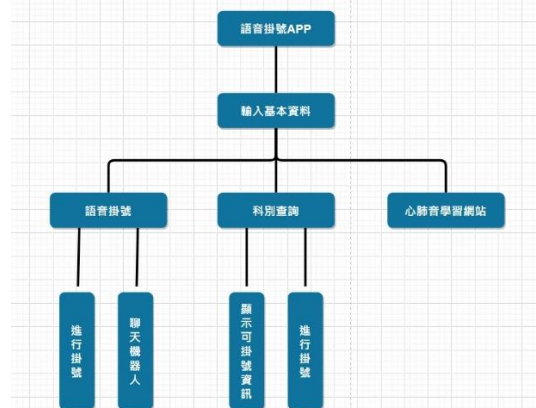 語音掛號APP
輸入基本資料
語音掛號
科別查詢
心肺音學習網站
進行掛號
聊天機器人
顯示可掛號資訊
進行掛號